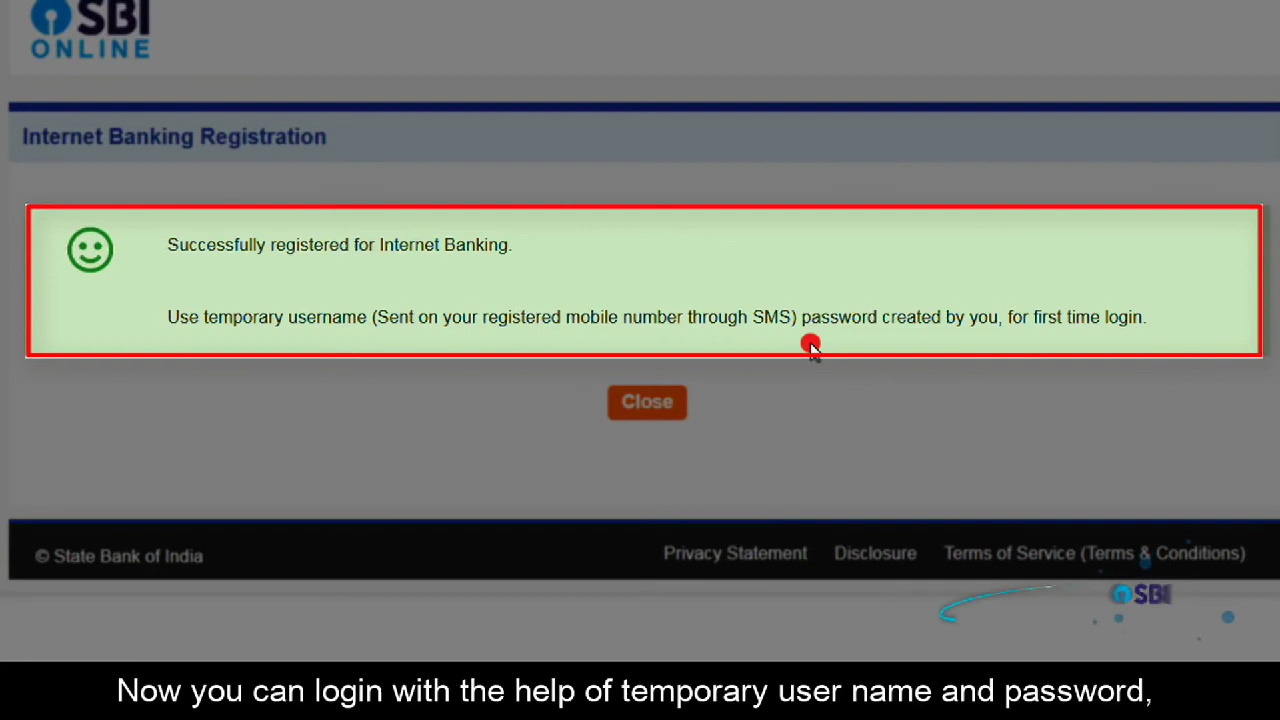 SBI
ONLINE
Internet Banking Registration
Successfully registered for Internet Banking.
Use temporary username (Sent on your registered mobile number through SMS) password created by you, for first time login.
Close
© State Bank of India
Privacy Statement Disclosure Terms of Service (Terms & Conditions)
SBI
Now you can login with the help of temporary user name and password,